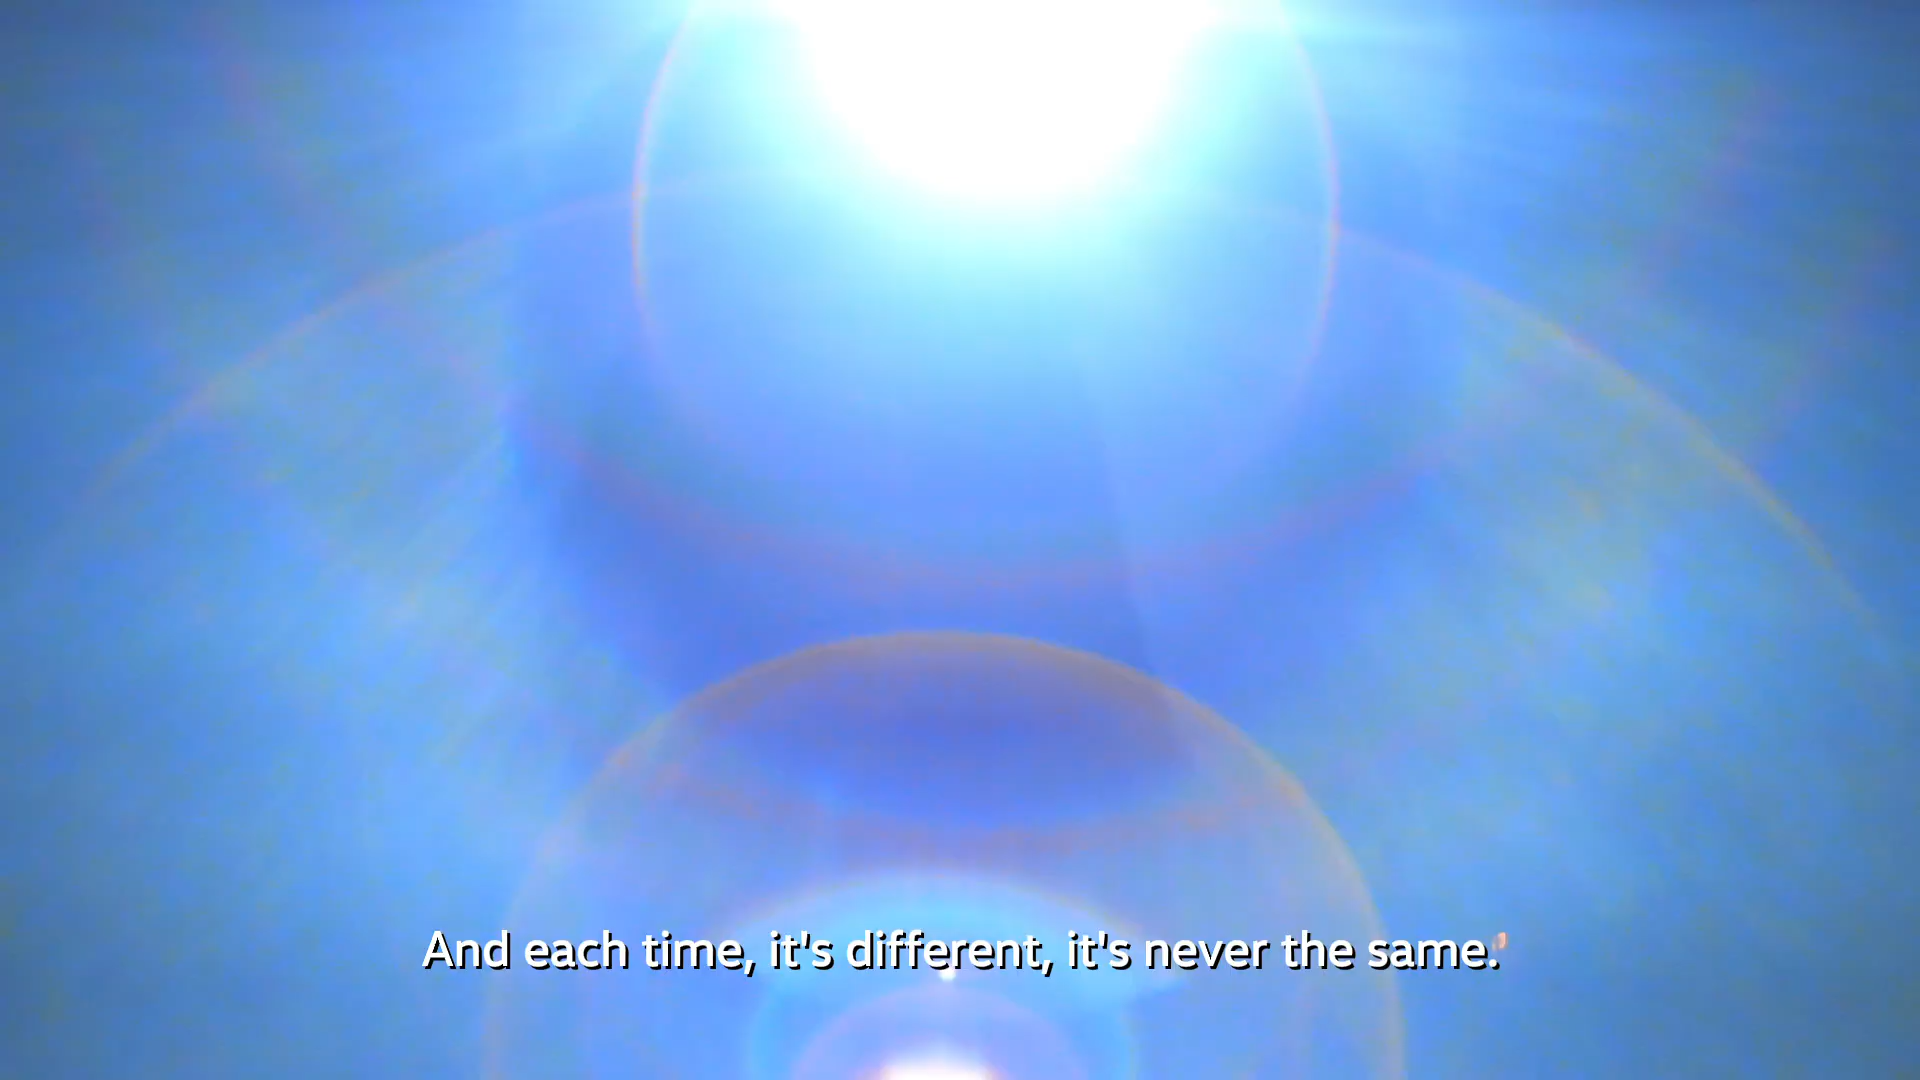 And each time, it's different, it's never the same.